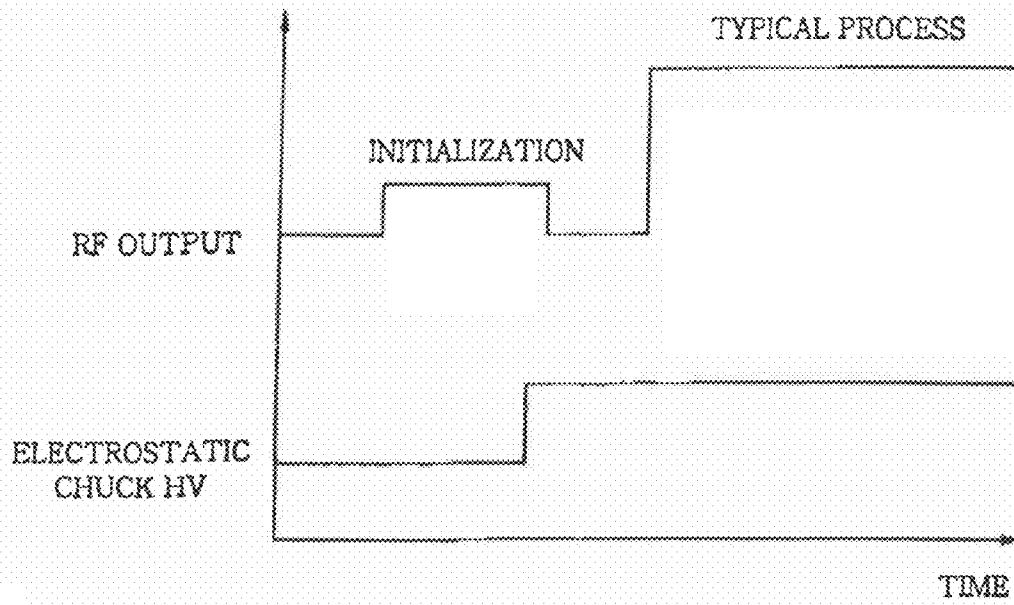 TYPICAL PROCESS
INITIALIZATION
RF OUTPUT
ELECTROSTATIC
CHUCK HV
TIME